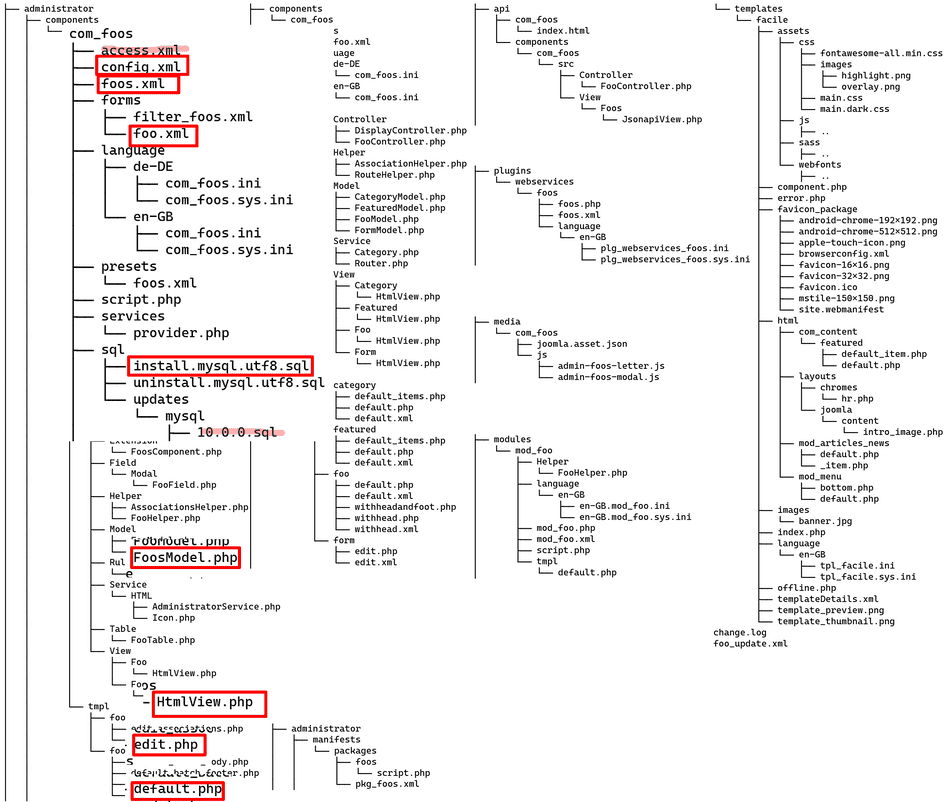 administrator
components
com_foos
access.xml
config.xml
foos.xml
forms
filter_foos.xml
foo.xml
language
de-DE
com_foos.ini
com_foos.sys.ini
en-GB
com_foos.ini
com_foos.sys.ini
presets
foos.xml
script.php
services
provider.php
sql
install.mysql.utf8.sql
uninstall.mysql.utf8.sql
updates
mysql
10.0.0.sql
Extension
FoosComponent.php
Field
Modal
FooField.php
Helper
AssociationsHelper.php
FooHelper.php
Model
FooModel.php
FoosModel.php
Rul
e
Service
HTML
AdministratorService.php
Icon.php
Table
FooTable.php
View
Foo
HtmlView.php
Foos
HtmlView.php
tmpl
foo
edit_associations.php
edit.php
foos
ody.php
default_batch_footer.php
default.php
components
com_foos
s
foo.xml
uage
de-DE
com_foos.ini
en-GB
com_foos.ini
Controller
DisplayController.php
FooController.php
Helper
AssociationHelper.php
RouteHelper.php
Model
CategoryModel.php
FeaturedModel.php
FooModel.php
FormModel.php
Service
Category.php
Router.php
View
Category
HtmlView.php
Featured
HtmlView.php
Foo
HtmlView.php
Form
HtmlView.php
category
default_items.php
default.php
default.xml
featured
default_items.php
default.php
default.xml
foo
default.php
default.xml
withheadandfoot.php
withhead.php
withhead.xml
form
edit.php
edit.xml
administrator
manifests
packages
foos
script.php
pkg_foos.xml
api
com_foos
index.html
components
com_foos
src
Controller
FooController.php
View
Foos
JsonapiView.php
plugins
webservices
foos
foos.php
foos.xml
language
en-GB
plg_webservices_foos.ini
plg_webservices_foos.sys.ini
media
com_foos
joomla.asset.json
js
admin-foos-letter.js
admin-foos-modal.js
modules
mod_foo
Helper
FooHelper.php
language
en-GB
en-GB.mod_foo.ini
en-GB.mod_foo.sys.ini
mod_foo.php
mod_foo.xml
script.php
tmpl
default.php
templates
facile
assets
css
fontawesome-all.min.css
images
highlight.png
overlay.png
main.css
main.dark.css
js
..
sass
..
webfonts
..
component.php
error.php
favicon_package
android-chrome-192×192.png
android-chrome-512×512.png
apple-touch-icon.png
browserconfig.xml
favicon-16×16.png
favicon-32×32.png
favicon.ico
mstile-150×150.png
site.webmanifest
html
com_content
featured
default_item.php
default.php
layouts
chromes
hr.php
joomla
content
intro_image.php
mod_articles_news
default.php
_item.php
mod_menu
bottom.php
default.php
images
banner.jpg
index.php
language
en-GB
tpl_facile.ini
tpl_facile.sys.ini
offline.php
templateDetails.xml
template_preview.png
template_thumbnail.png
change.log
foo_update.xml